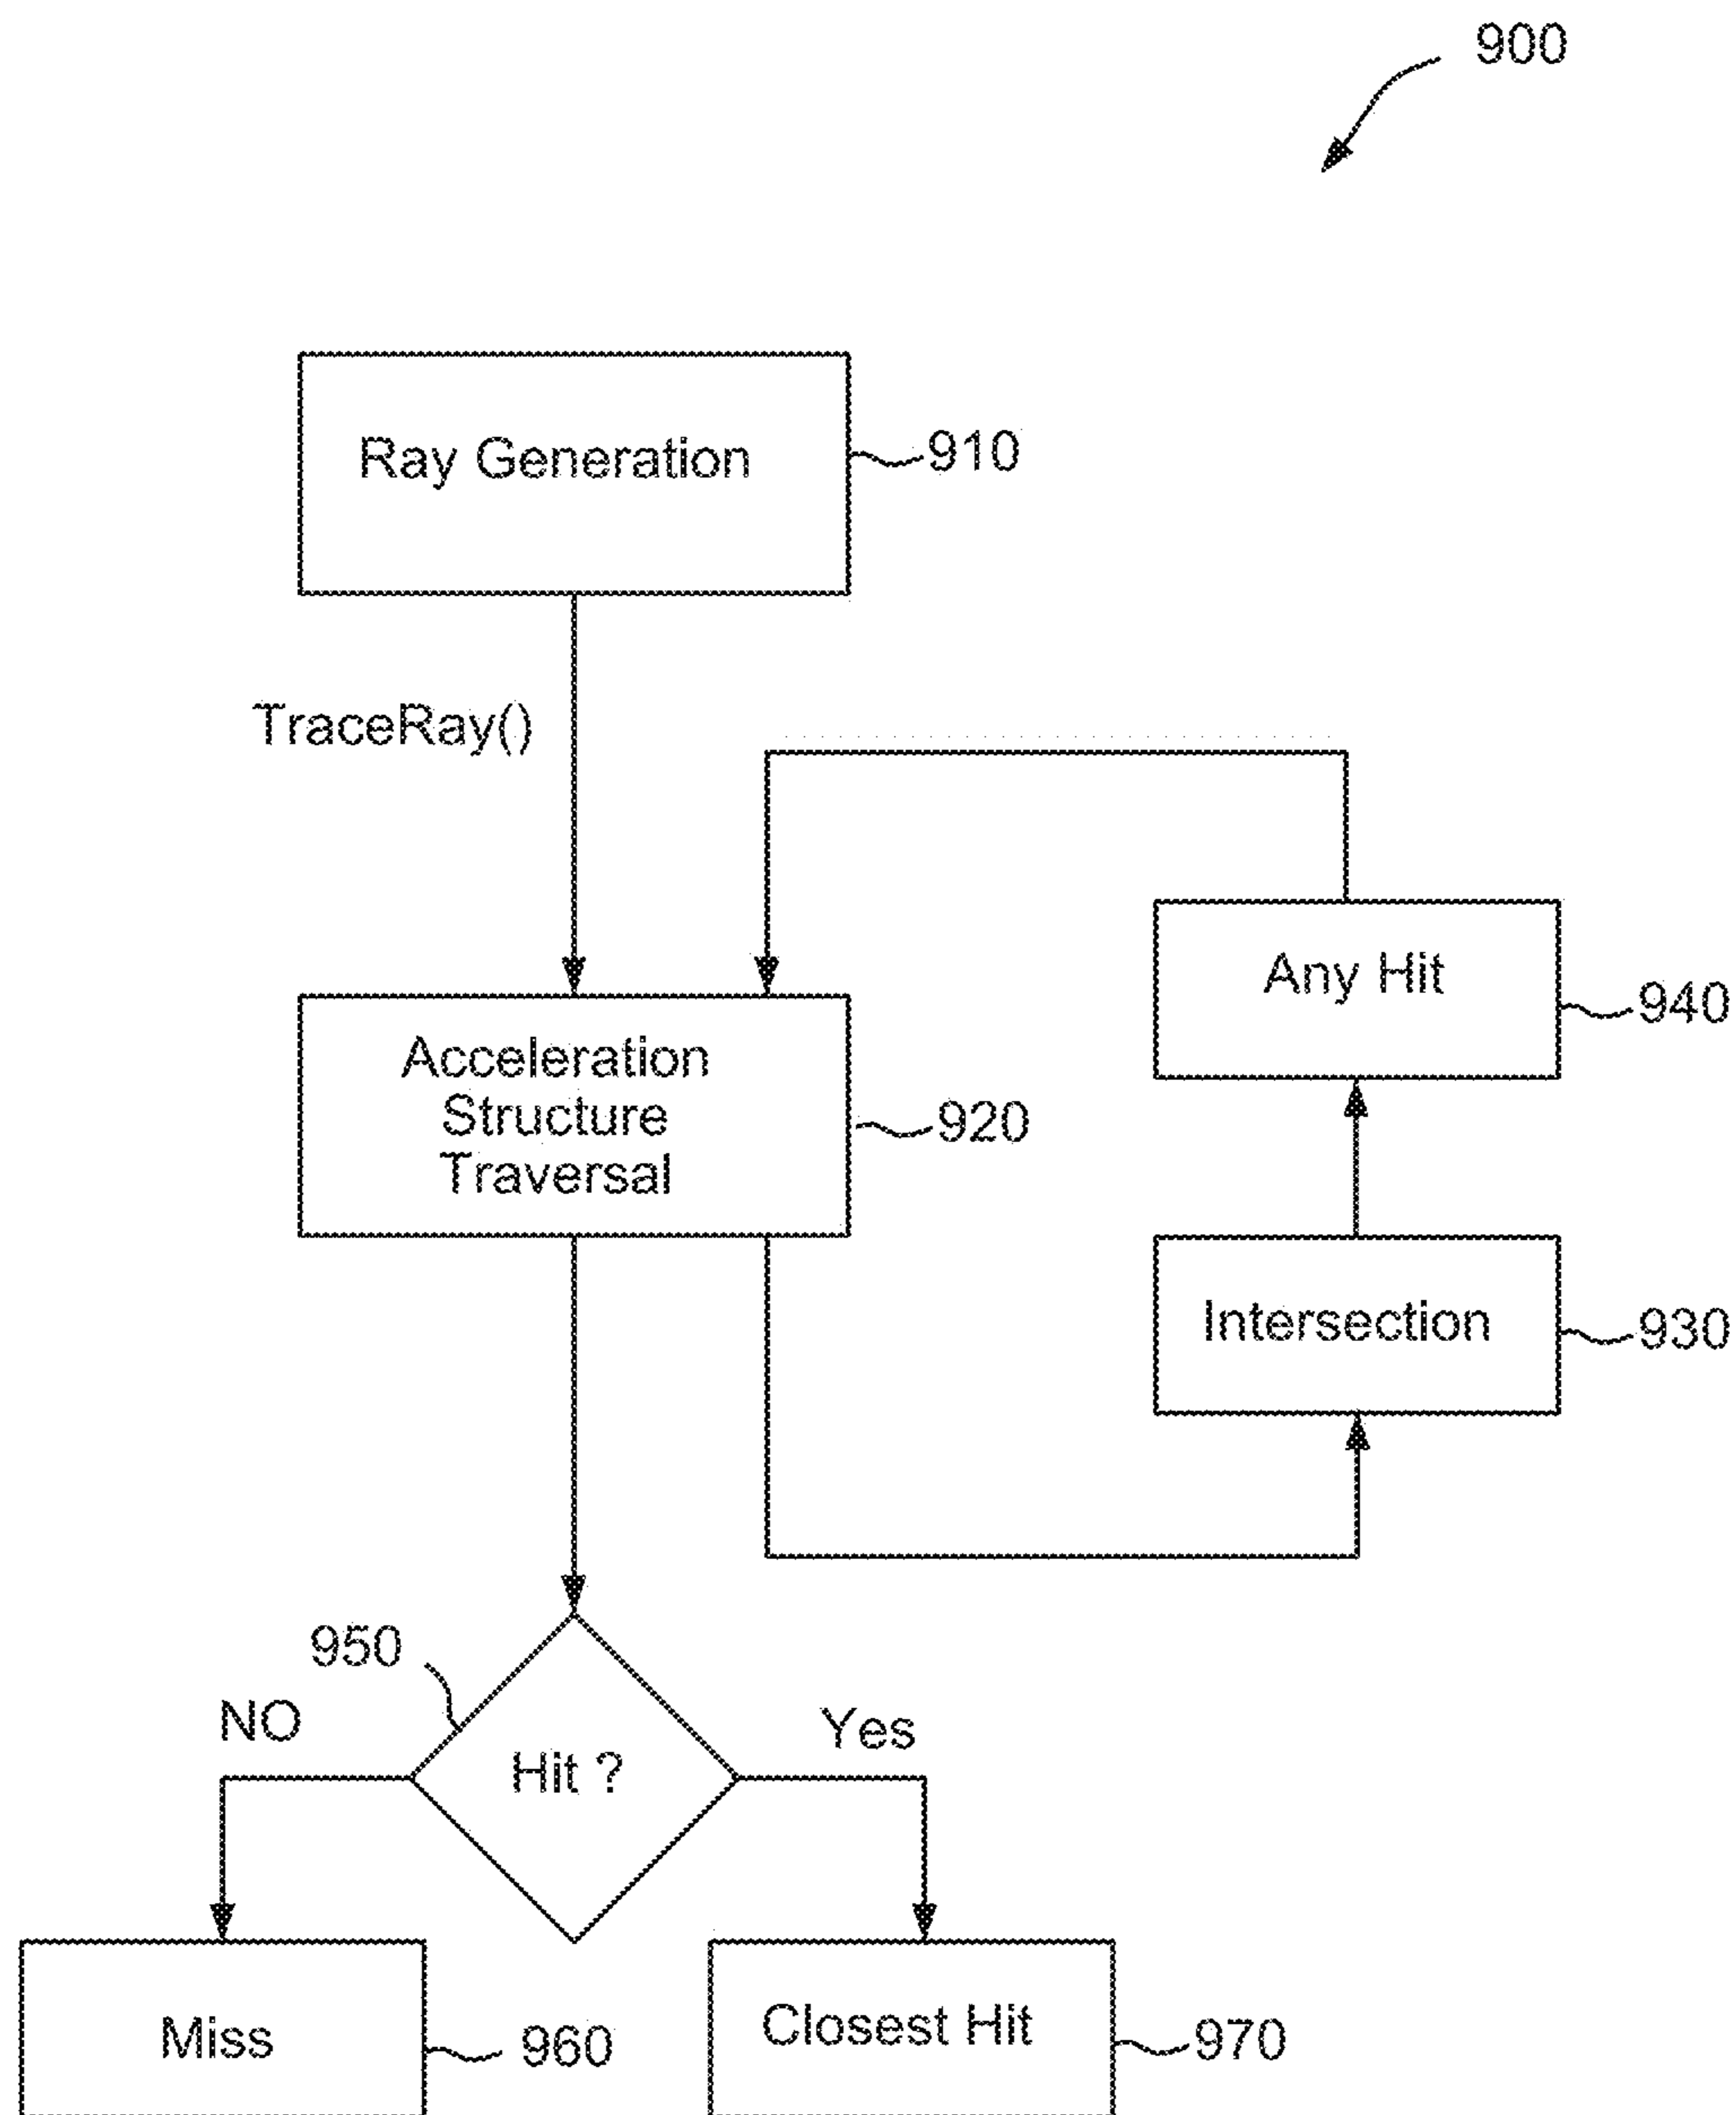 900
Ray Generation
910
TraceRay()
Any Hit
940
Acceleration
Structure
Traversal
920
Intersection
930
950
NO
Yes
Hit ?
Miss
960
Closest Hit
970